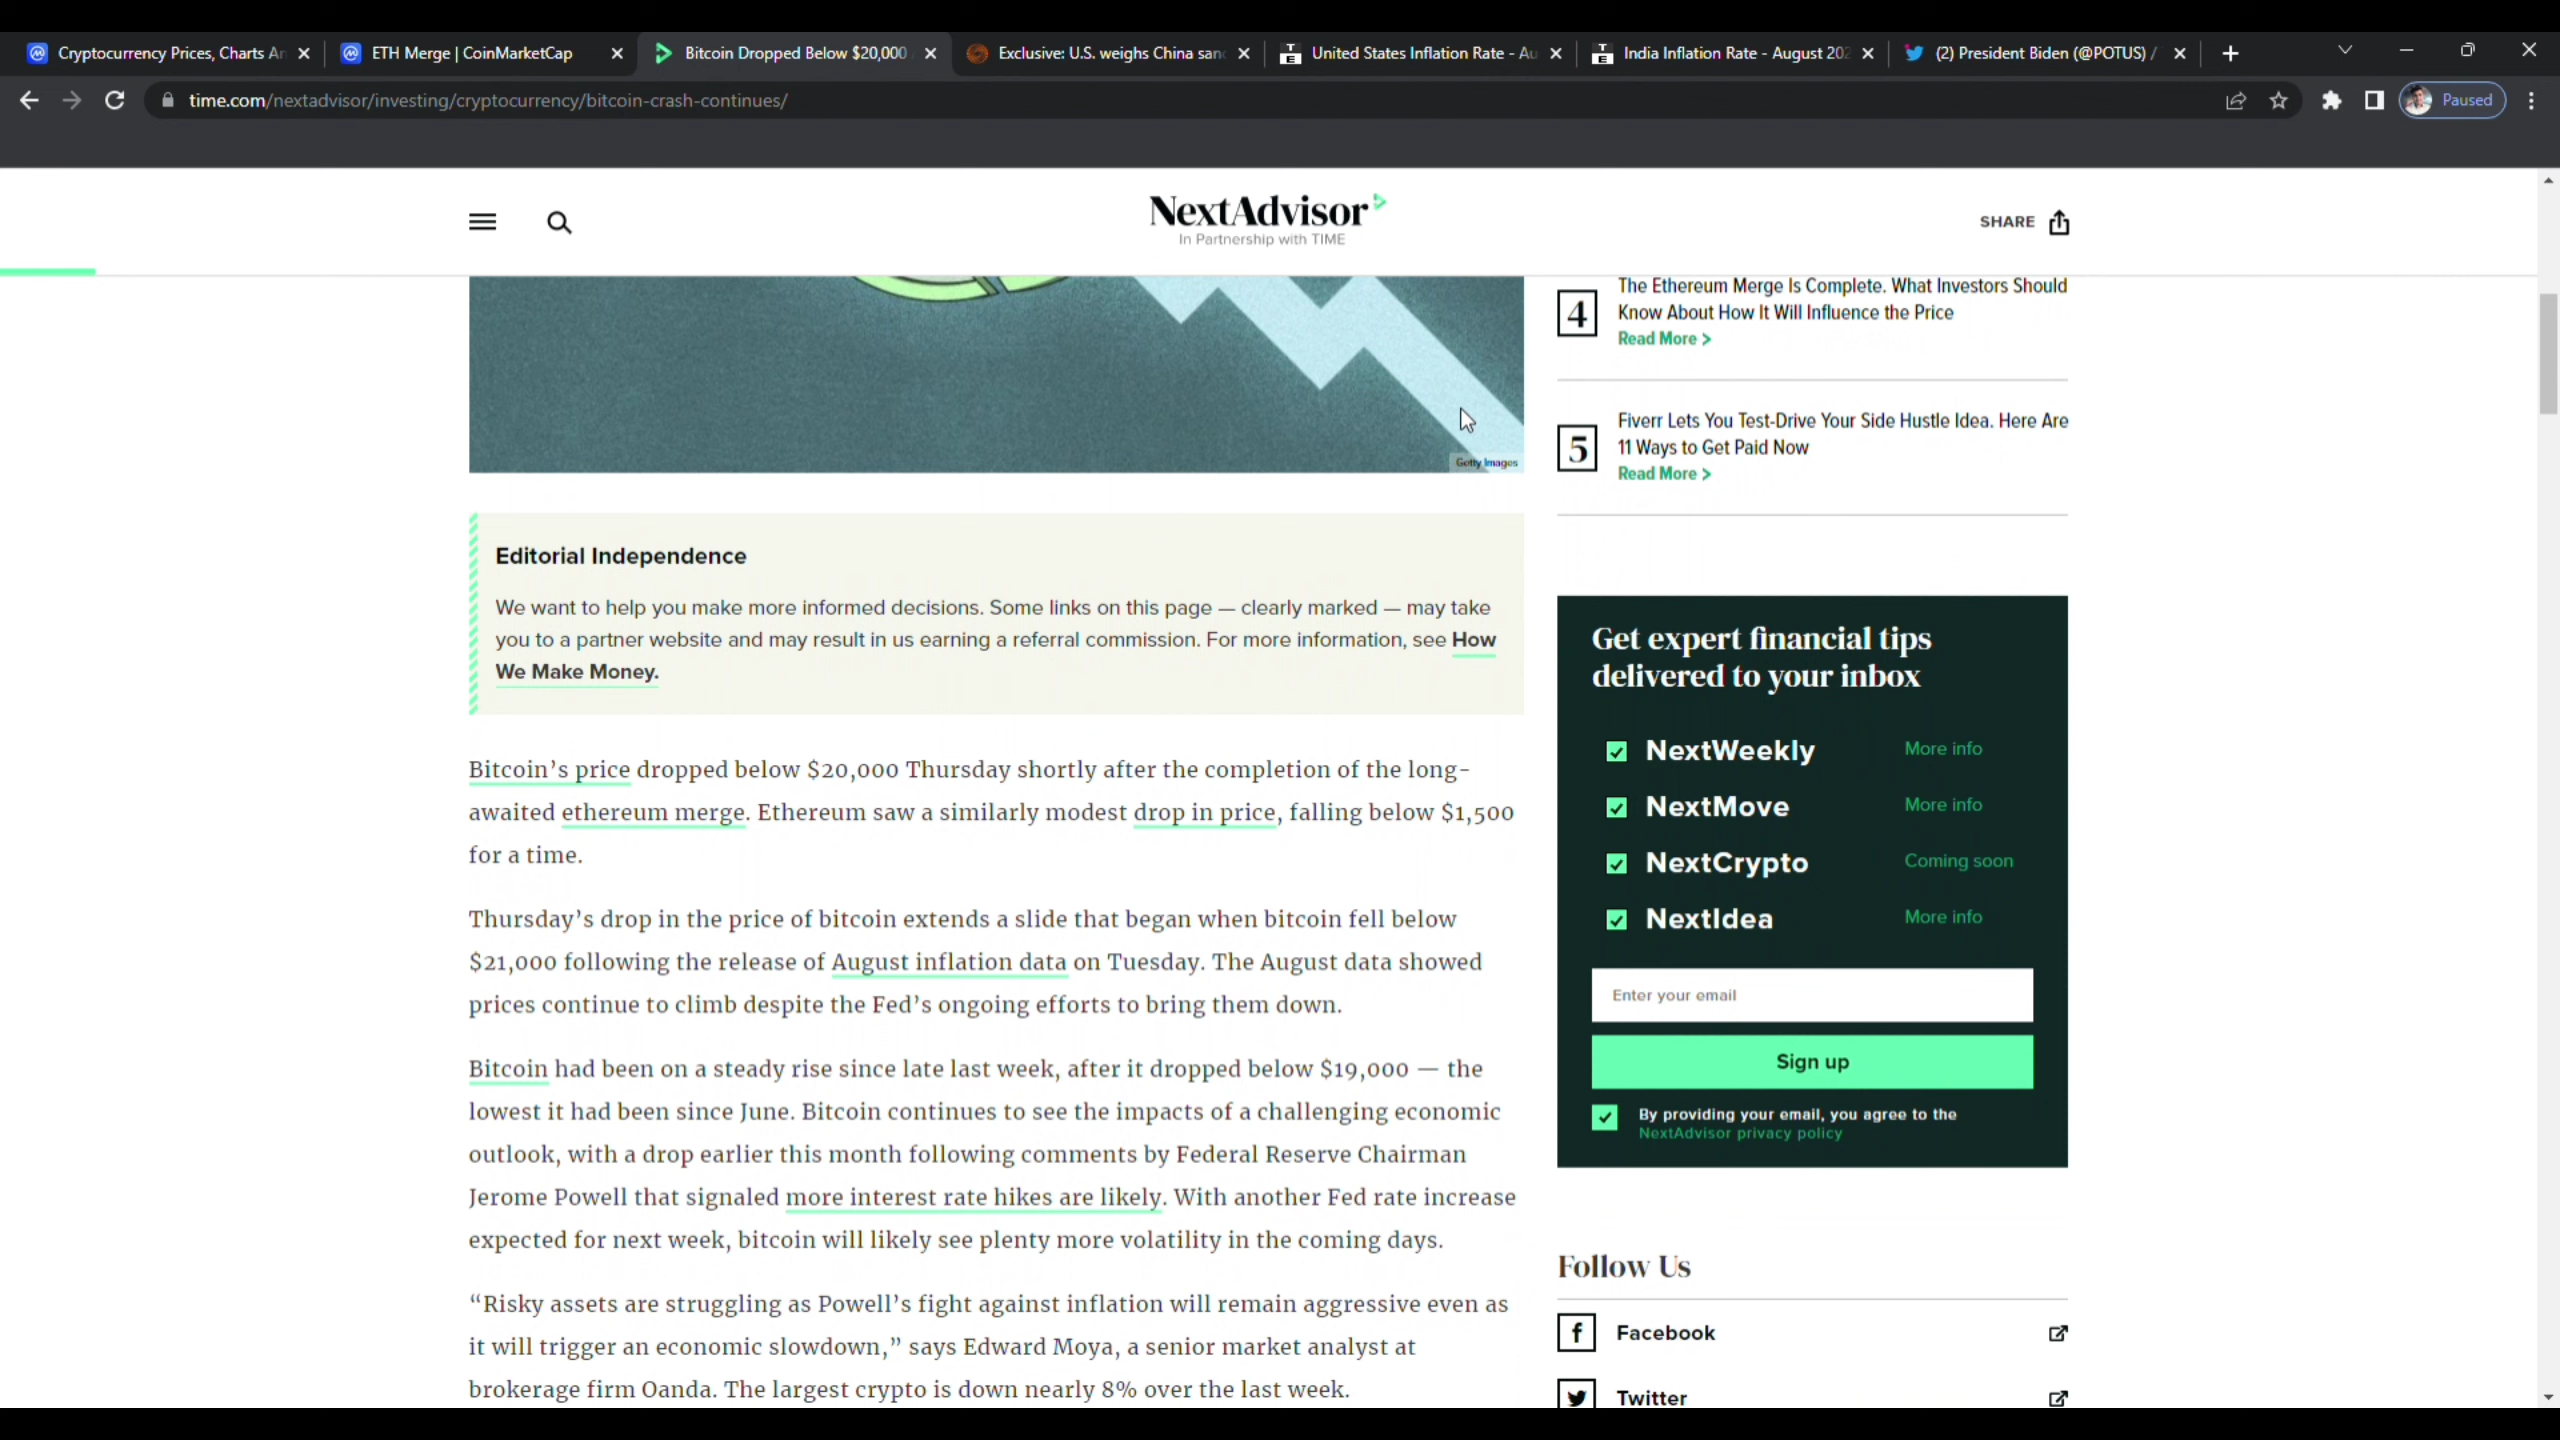 Cryptocurrency Prices, Charts An
ETH Merge | CoinMarketCap
Bitcoin Dropped Below $20,000
Exclusive: U.S. weighs China san
United States Inflation Rate - Au
India Inflation Rate - August 202
(2) President Biden (@POTUS) /
time.com/nextadvisor/investing/cryptocurrency/bitcoin-crash-continues/
Paused
NextAdvisor
In Partnership with TIME
SHARE
Getty Images
4
The Ethereum Merge Is Complete. What Investors Should
Know About How It Will Influence the Price
Read More >
5
Fiverr Lets You Test-Drive Your Side Hustle Idea. Here Are
11 Ways to Get Paid Now
Read More >
Editorial Independence
We want to help you make more informed decisions. Some links on this page — clearly marked — may take
you to a partner website and may result in us earning a referral commission. For more information, see How
We Make Money.
Bitcoin’s price dropped below $20,000 Thursday shortly after the completion of the long-
awaited ethereum merge. Ethereum saw a similarly modest drop in price, falling below $1,500
for a time.
Thursday’s drop in the price of bitcoin extends a slide that began when bitcoin fell below
$21,000 following the release of August inflation data on Tuesday. The August data showed
prices continue to climb despite the Fed’s ongoing efforts to bring them down.
Bitcoin had been on a steady rise since late last week, after it dropped below $19,000 — the
lowest it had been since June. Bitcoin continues to see the impacts of a challenging economic
outlook, with a drop earlier this month following comments by Federal Reserve Chairman
Jerome Powell that signaled more interest rate hikes are likely. With another Fed rate increase
expected for next week, bitcoin will likely see plenty more volatility in the coming days.
“Risky assets are struggling as Powell’s fight against inflation will remain aggressive even as
it will trigger an economic slowdown,” says Edward Moya, a senior market analyst at
brokerage firm Oanda. The largest crypto is down nearly 8% over the last week.
Get expert financial tips
delivered to your inbox
NextWeekly More info
NextMove More info
NextCrypto Coming soon
NextIdea More info
Enter your email
Sign up
By providing your email, you agree to the
NextAdvisor privacy policy
Follow Us
Facebook
Twitter